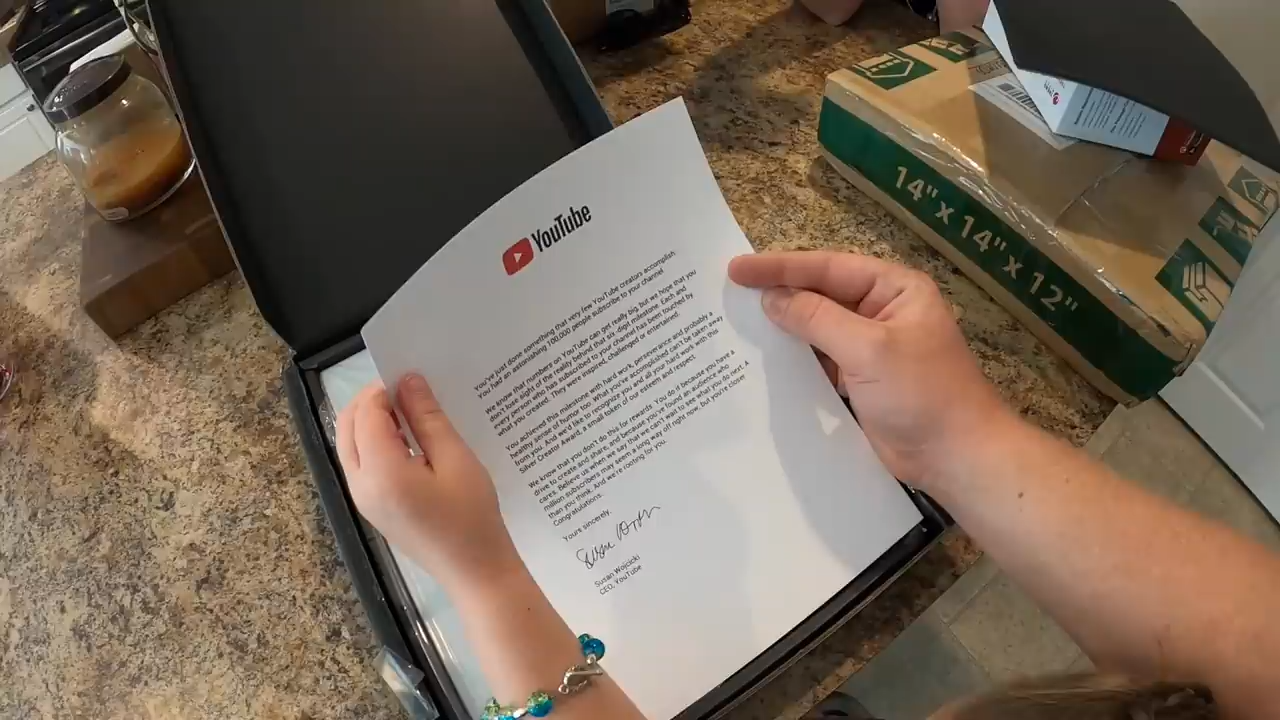 YouTube
You've just done something that very few YouTube creators accomplish.
You had an astonishing 100,000 people subscribe to your channel
We know that numbers on YouTube can get really big, but we hope that you
don't lose sight of the reality behind that six-digit milestone. Each and
every person who has subscribed to your channel has been touched by
what you created. They were inspired, challenged or entertained.
You achieved this milestone with hard work, perseverance and probably a
healthy sense of humor too. What you've accomplished can't be taken away
from you. And we'd like to recognize you and all your hard work with this
Silver Creator Award, a small token of our esteem and respect.
We know that you don't do this for rewards. You do it because you have a
drive to create and share, and because you've found an audience who
cares. Believe us when we say that we can't wait to see what you do next. A
million subscribers may seem a long way off right now, but you're closer
than you think. And we're rooting for you.
Congratulations.
Yours sincerely,
Susan Wojcicki
CEO, YouTube
14" x 14" x 12"